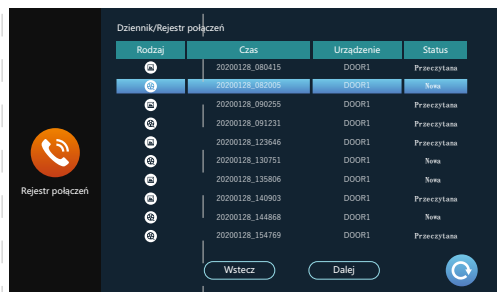 Dziennik/Rejestr połączeń
Rodzaj Czas Urządzenie Status
20200128_080415 DOOR1 Przeczytana
20200128_082005 DOOR1 Nowa
20200128_090255 DOOR1 Przeczytana
20200128_091231 DOOR1 Przeczytana
20200128_123646 DOOR1 Przeczytana
20200128_130751 DOOR1 Nowa
20200128_135806 DOOR1 Nowa
20200128_140903 DOOR1 Przeczytana
20200128_144868 DOOR1 Nowa
20200128_154769 DOOR1 Przeczytana
Rejestr połączeń
Wstecz Dalej